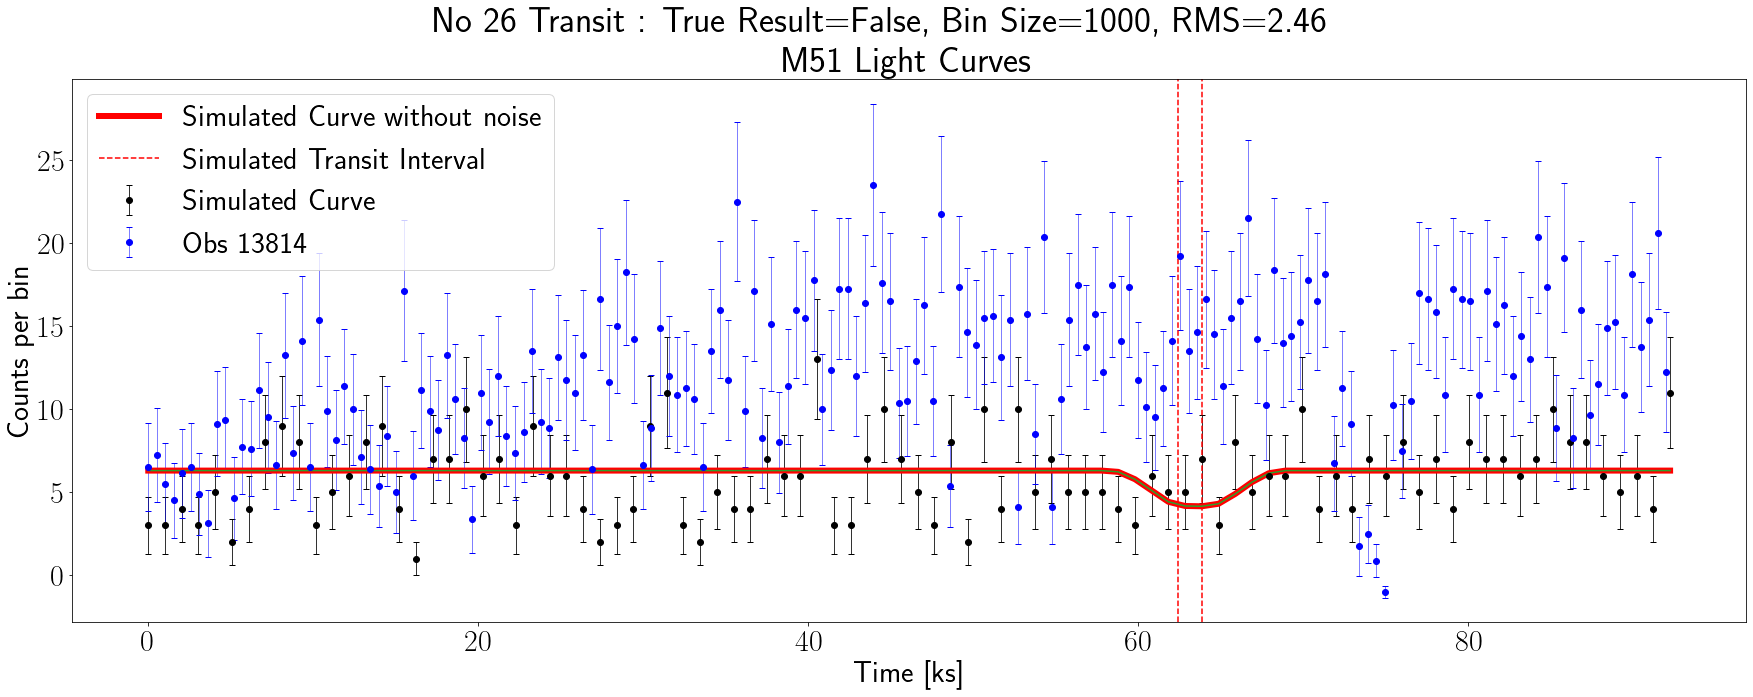 No 26 Transit : True Result=False, Bin Size=1000, RMS=2.46
M51 Light Curves
Simulated Curve without noise
Simulated Transit Interval
Simulated Curve
Obs 13814
Counts per bin
25
20
15
10
5
0
0 20 40 60 80
Time [ks]